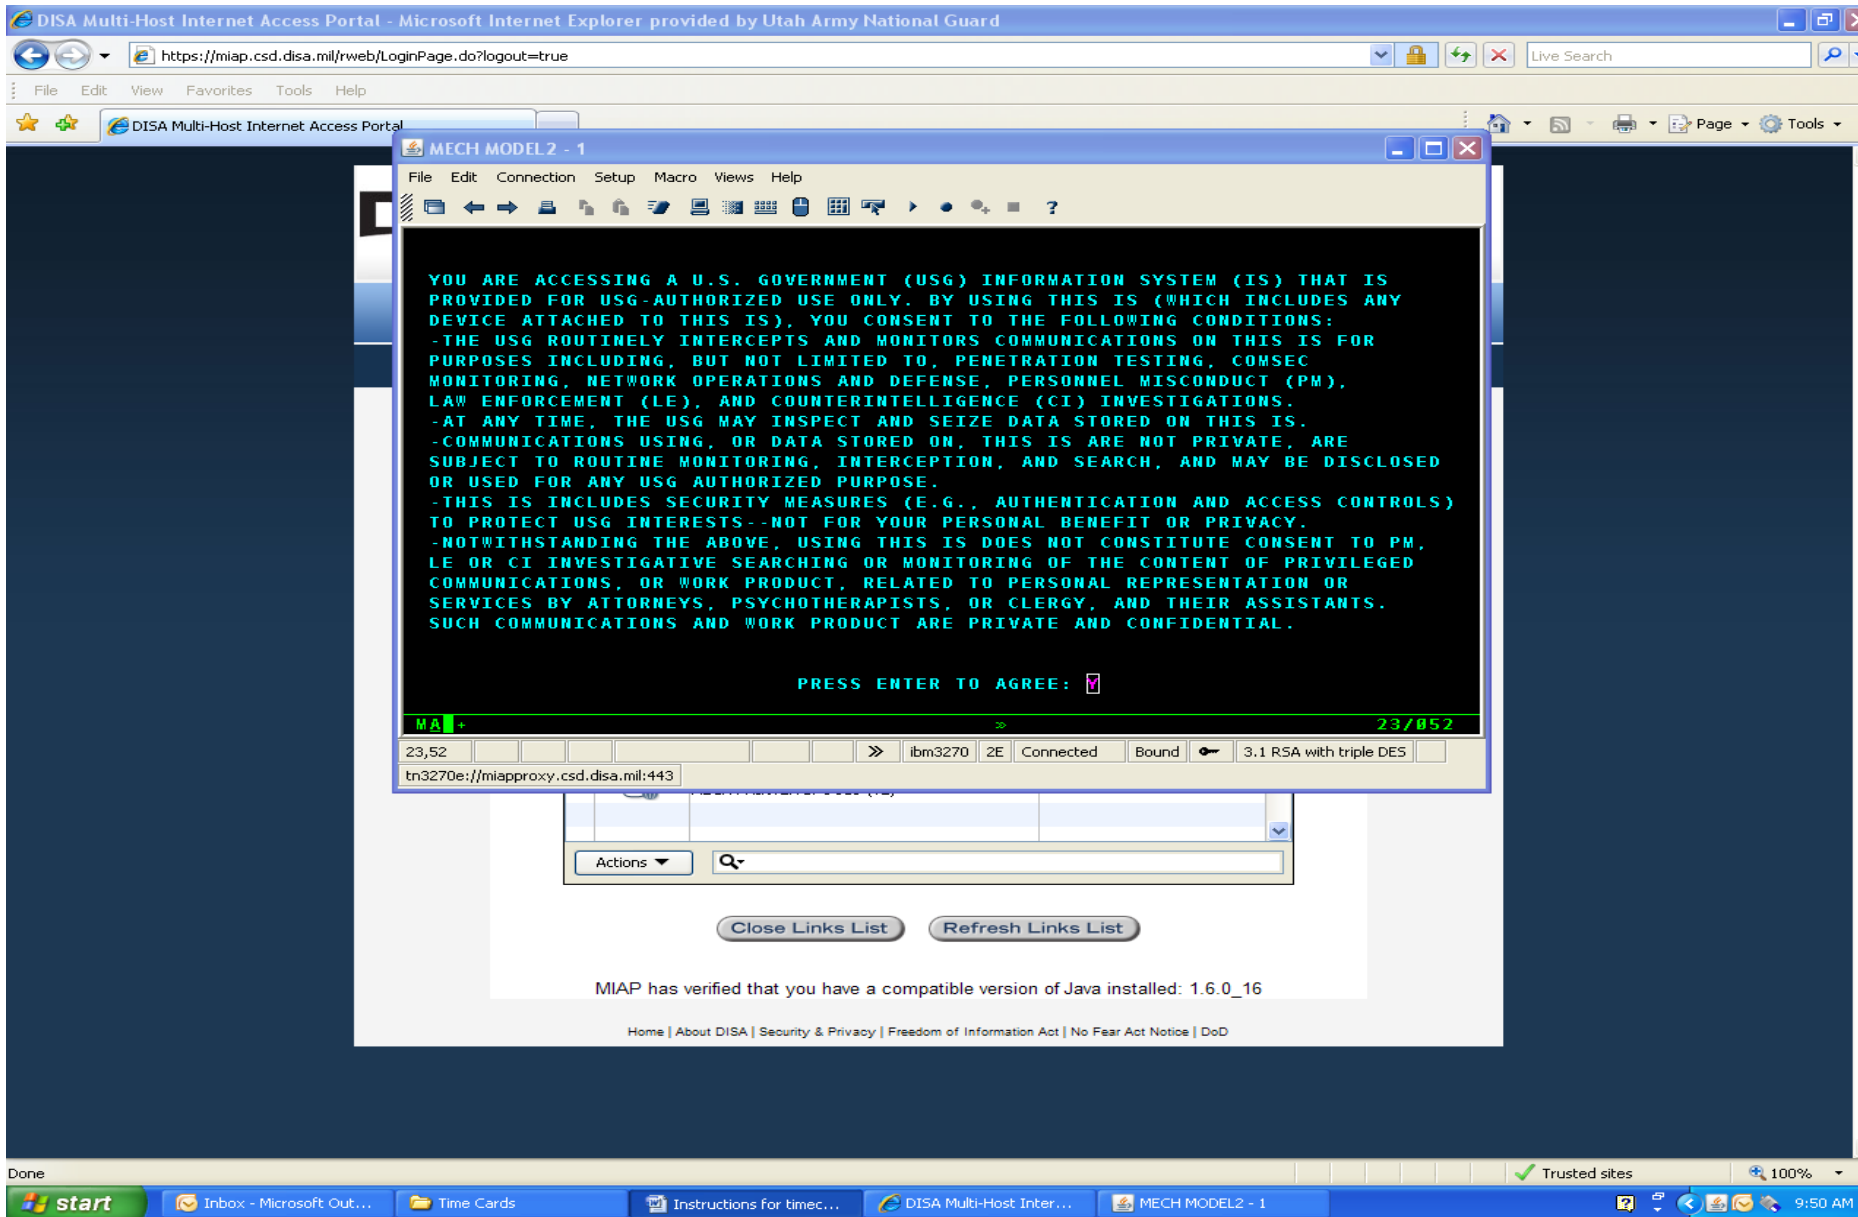 DISA Multi-Host Internet Access Portal - Microsoft Internet Explorer provided by Utah Army National Guard
https://miap.csd.disa.mil/rweb/LoginPage.do?logout=true
Live Search
File Edit View Favorites Tools Help
DISA Multi-Host Internet Access Portal
Page Tools
MECH MODEL2 - 1
File Edit Connection Setup Macro Views Help
YOU ARE ACCESSING A U.S. GOVERNMENT (USG) INFORMATION SYSTEM (IS) THAT IS
PROVIDED FOR USG-AUTHORIZED USE ONLY. BY USING THIS IS (WHICH INCLUDES ANY
DEVICE ATTACHED TO THIS IS), YOU CONSENT TO THE FOLLOWING CONDITIONS:
-THE USG ROUTINELY INTERCEPTS AND MONITORS COMMUNICATIONS ON THIS IS FOR
PURPOSES INCLUDING, BUT NOT LIMITED TO, PENETRATION TESTING, COMSEC
MONITORING, NETWORK OPERATIONS AND DEFENSE, PERSONNEL MISCONDUCT (PM),
LAW ENFORCEMENT (LE), AND COUNTERINTELLIGENCE (CI) INVESTIGATIONS.
-AT ANY TIME, THE USG MAY INSPECT AND SEIZE DATA STORED ON THIS IS.
-COMMUNICATIONS USING, OR DATA STORED ON, THIS IS ARE NOT PRIVATE, ARE
SUBJECT TO ROUTINE MONITORING, INTERCEPTION, AND SEARCH, AND MAY BE DISCLOSED
OR USED FOR ANY USG AUTHORIZED PURPOSE.
-THIS IS INCLUDES SECURITY MEASURES (E.G., AUTHENTICATION AND ACCESS CONTROLS)
TO PROTECT USG INTERESTS--NOT FOR YOUR PERSONAL BENEFIT OR PRIVACY.
-NOTWITHSTANDING THE ABOVE, USING THIS IS DOES NOT CONSTITUTE CONSENT TO PM,
LE OR CI INVESTIGATIVE SEARCHING OR MONITORING OF THE CONTENT OF PRIVILEGED
COMMUNICATIONS, OR WORK PRODUCT, RELATED TO PERSONAL REPRESENTATION OR
SERVICES BY ATTORNEYS, PSYCHOTHERAPISTS, OR CLERGY, AND THEIR ASSISTANTS.
SUCH COMMUNICATIONS AND WORK PRODUCT ARE PRIVATE AND CONFIDENTIAL.
PRESS ENTER TO AGREE: Y
MA + » 23/052
23,52 » ibm3270 2E Connected Bound 3.1 RSA with triple DES
tn3270e://miapproxy.csd.disa.mil:443
Actions
Close Links List Refresh Links List
MIAP has verified that you have a compatible version of Java installed: 1.6.0_16
Home | About DISA | Security & Privacy | Freedom of Information Act | No Fear Act Notice | DoD
Done Trusted sites 100%
start Inbox - Microsoft Out... Time Cards Instructions for timec... DISA Multi-Host Inter... MECH MODEL2 - 1 9:50 AM